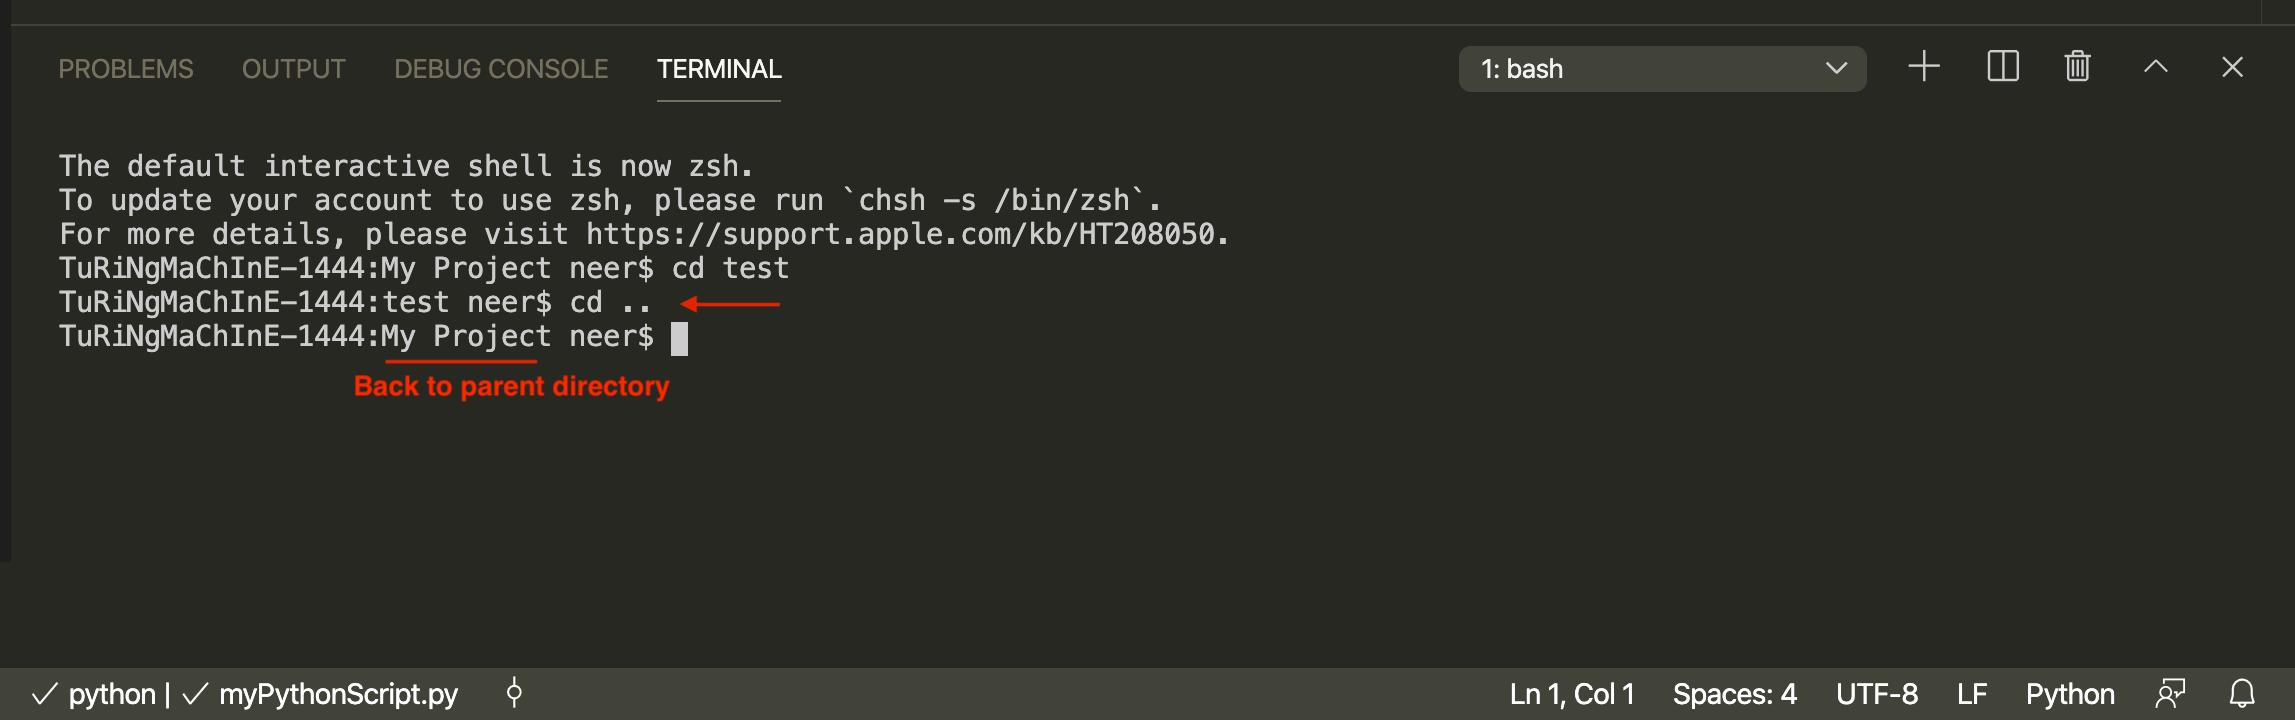 PROBLEMS OUTPUT DEBUG CONSOLE TERMINAL 1: bash
The default interactive shell is now zsh.
To update your account to use zsh, please run `chsh -s /bin/zsh`.
For more details, please visit https://support.apple.com/kb/HT208050.
TuRiNgMaChInE-1444:My Project neer$ cd test
TuRiNgMaChInE-1444:test neer$ cd ..
TuRiNgMaChInE-1444:My Project neer$
Back to parent directory
python | myPythonScript.py Ln 1, Col 1 Spaces: 4 UTF-8 LF Python